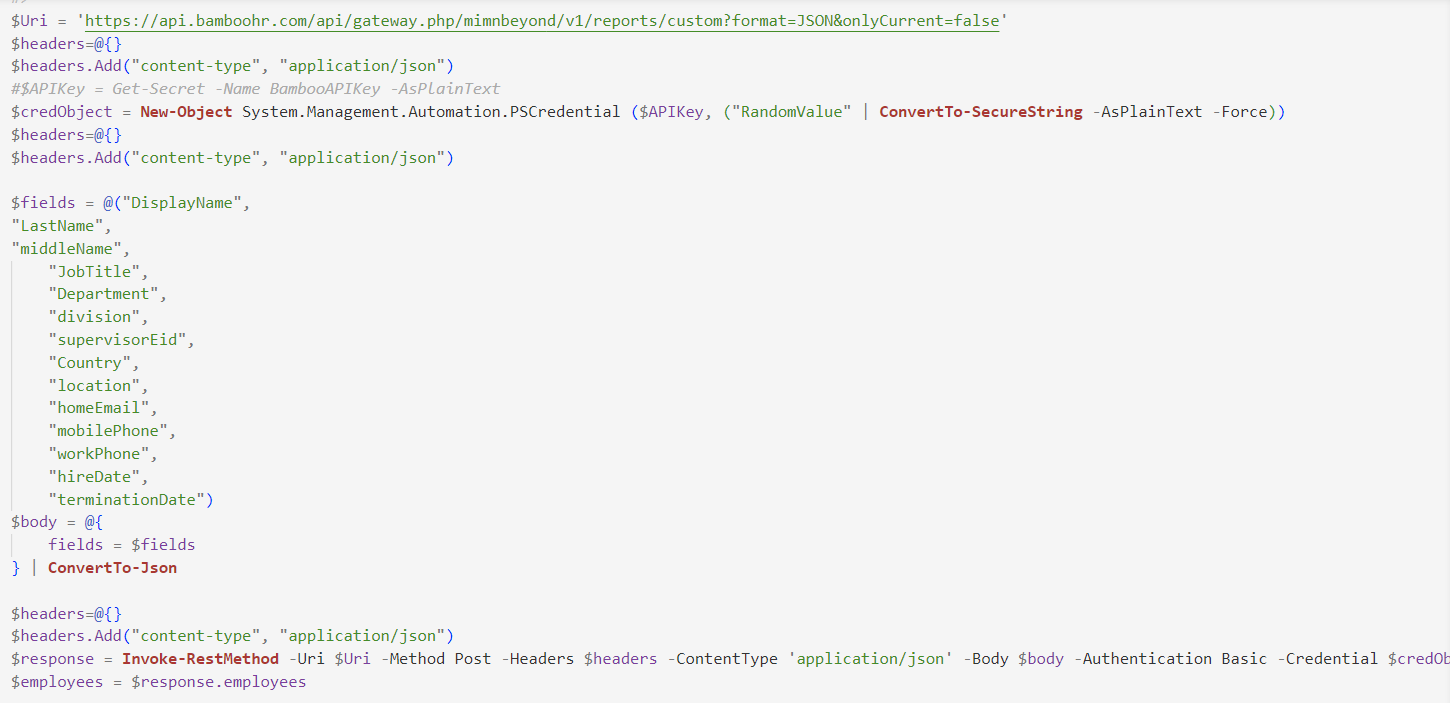 $Uri = 'https://api.bamboohr.com/api/gateway.php/mimnbeyond/v1/reports/custom?format=JSON&onlyCurrent=false'
$headers=@{}
$headers.Add("content-type", "application/json")
#$APIKey = Get-Secret -Name BambooAPIKey -AsPlainText
$credObject = New-Object System.Management.Automation.PSCredential ($APIKey, ("RandomValue" | ConvertTo-SecureString -AsPlainText -Force))
$headers=@{}
$headers.Add("content-type", "application/json")
$fields = @("DisplayName",
"LastName",
"middleName",
"JobTitle",
"Department",
"division",
"supervisorEid",
"Country",
"location",
"homeEmail",
"mobilePhone",
"workPhone",
"hireDate",
"terminationDate")
$body = @{
fields = $fields
} | ConvertTo-Json
$headers=@{}
$headers.Add("content-type", "application/json")
$response = Invoke-RestMethod -Uri $Uri -Method Post -Headers $headers -ContentType 'application/json' -Body $body -Authentication Basic -Credential $credOb
$employees = $response.employees